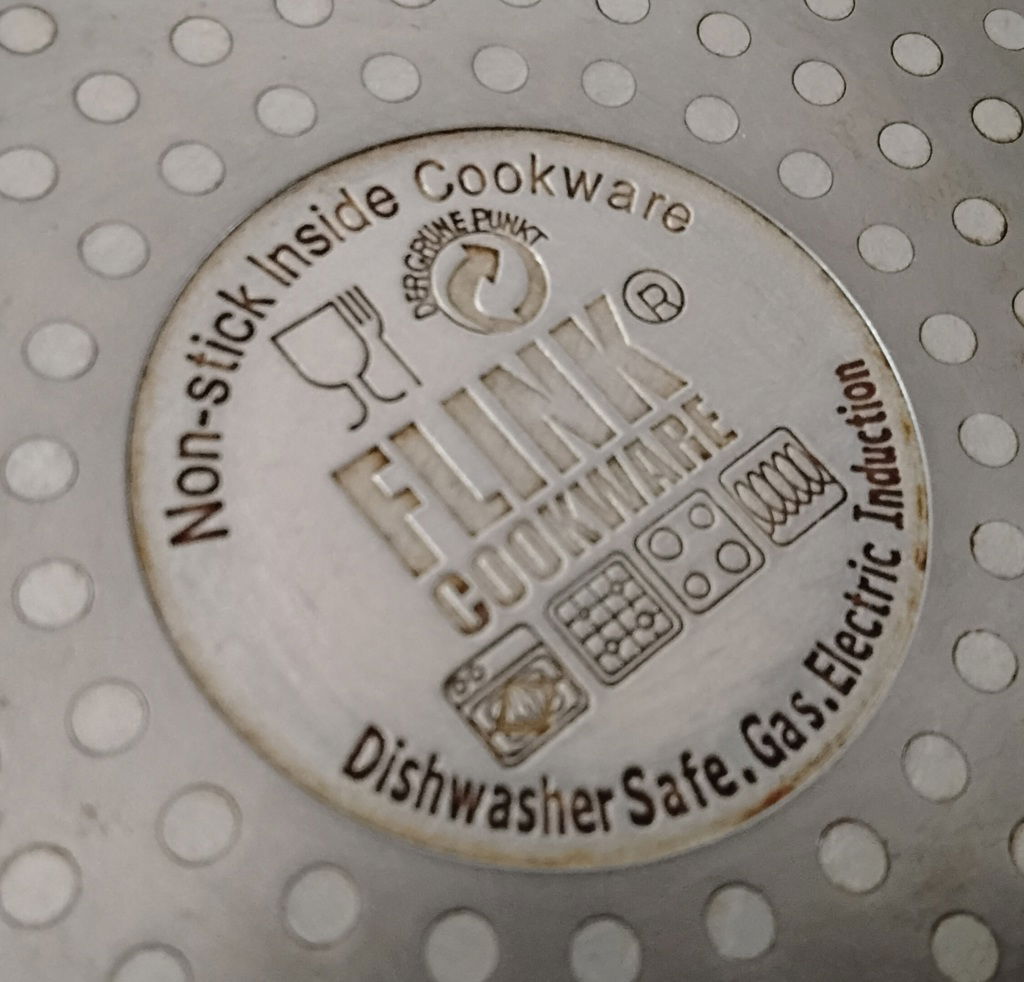 Non-stick Inside Cookware
DER GRÜNE PUNKT
FLINK ®
COOKWARE
Dishwasher Safe.Gas.Electric Induction